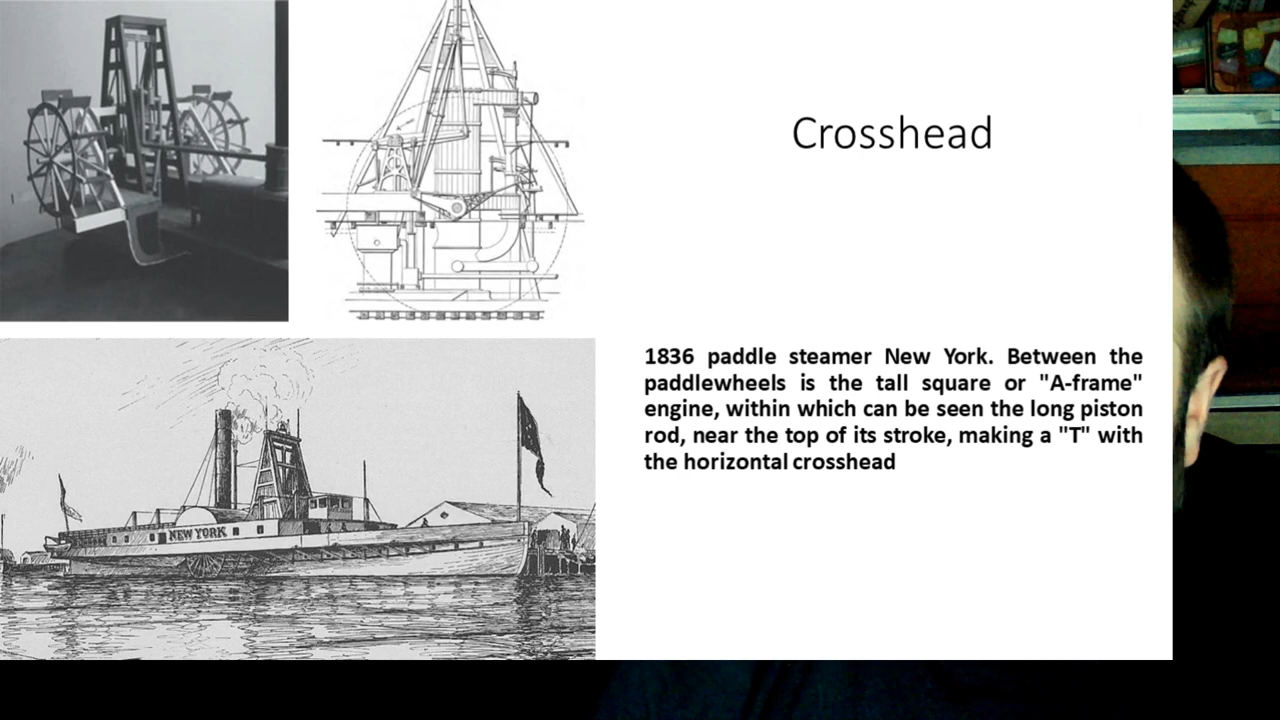 Crosshead
1836 paddle steamer New York. Between the
paddlewheels is the tall square or "A-frame"
engine, within which can be seen the long piston
rod, near the top of its stroke, making a "T" with
the horizontal crosshead
NEW YORK